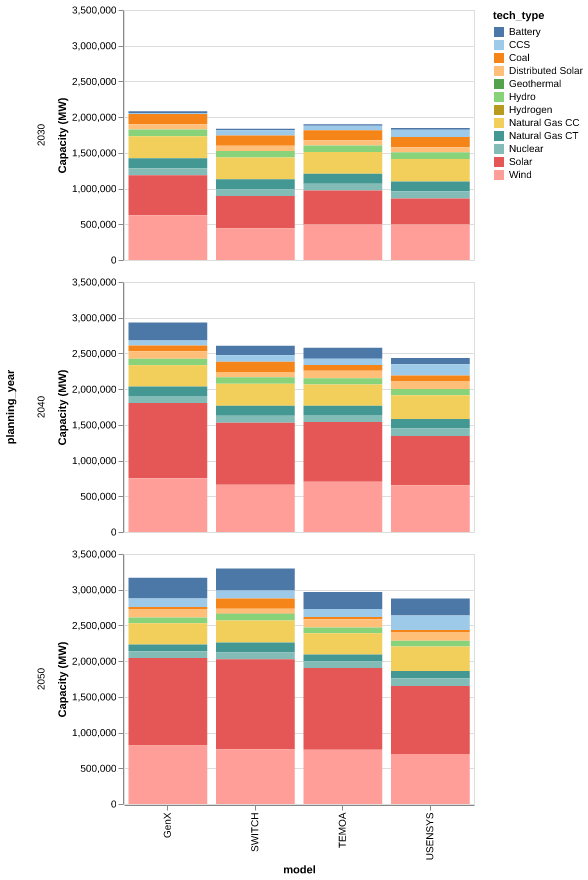 tech_type
Battery
CCS
Coal
Distributed Solar
Geothermal
Hydro
Hydrogen
Natural Gas CC
Natural Gas CT
Nuclear
Solar
Wind
planning_year
2030
Capacity (MW)
3,500,000
3,000,000
2,500,000
2,000,000
1,500,000
1,000,000
500,000
0
2040
Capacity (MW)
3,500,000
3,000,000
2,500,000
2,000,000
1,500,000
1,000,000
500,000
0
2050
Capacity (MW)
3,500,000
3,000,000
2,500,000
2,000,000
1,500,000
1,000,000
500,000
0
GenX
SWITCH
TEMOA
USENSYS
model